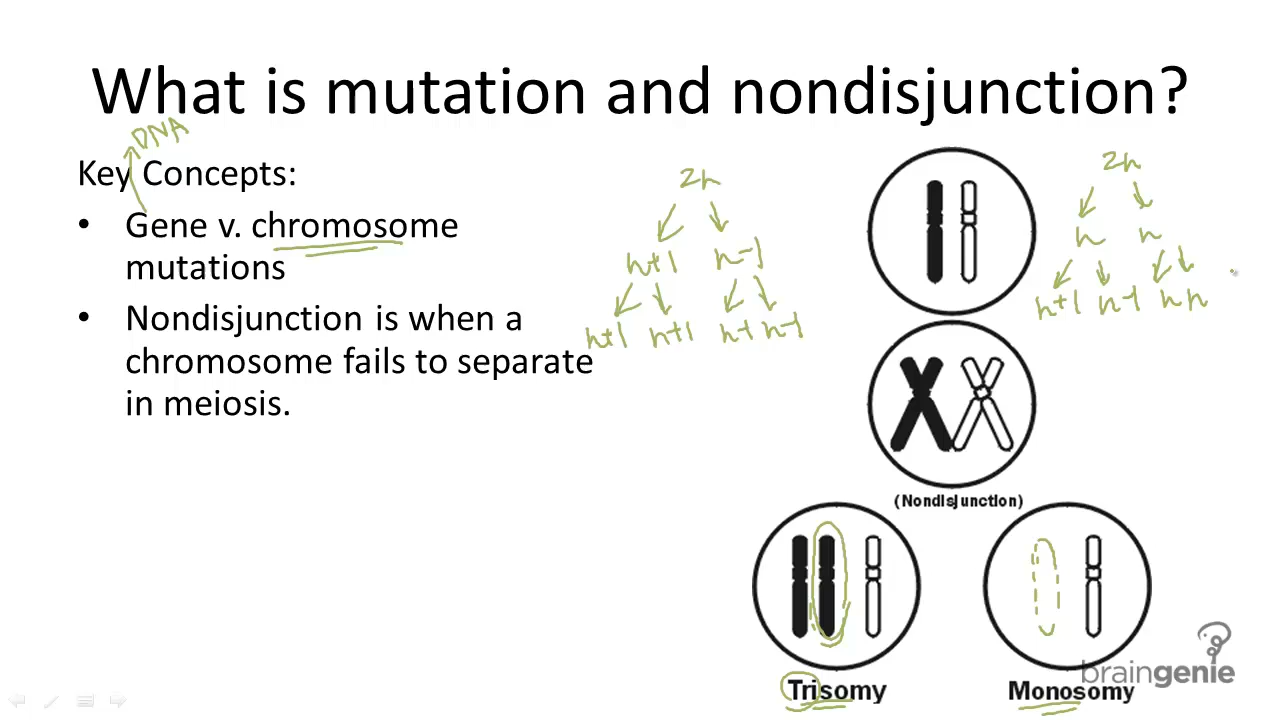 What is mutation and nondisjunction?
DNA
Key Concepts:
• Gene v. chromosome
mutations
• Nondisjunction is when a
chromosome fails to separate
in meiosis.
2n
n+1 n-1
n+1 n+1 n-1 n-1
2n
n n
n+1 n-1 n n
(Nondisjunction)
Trisomy
Monosomy
braingenie